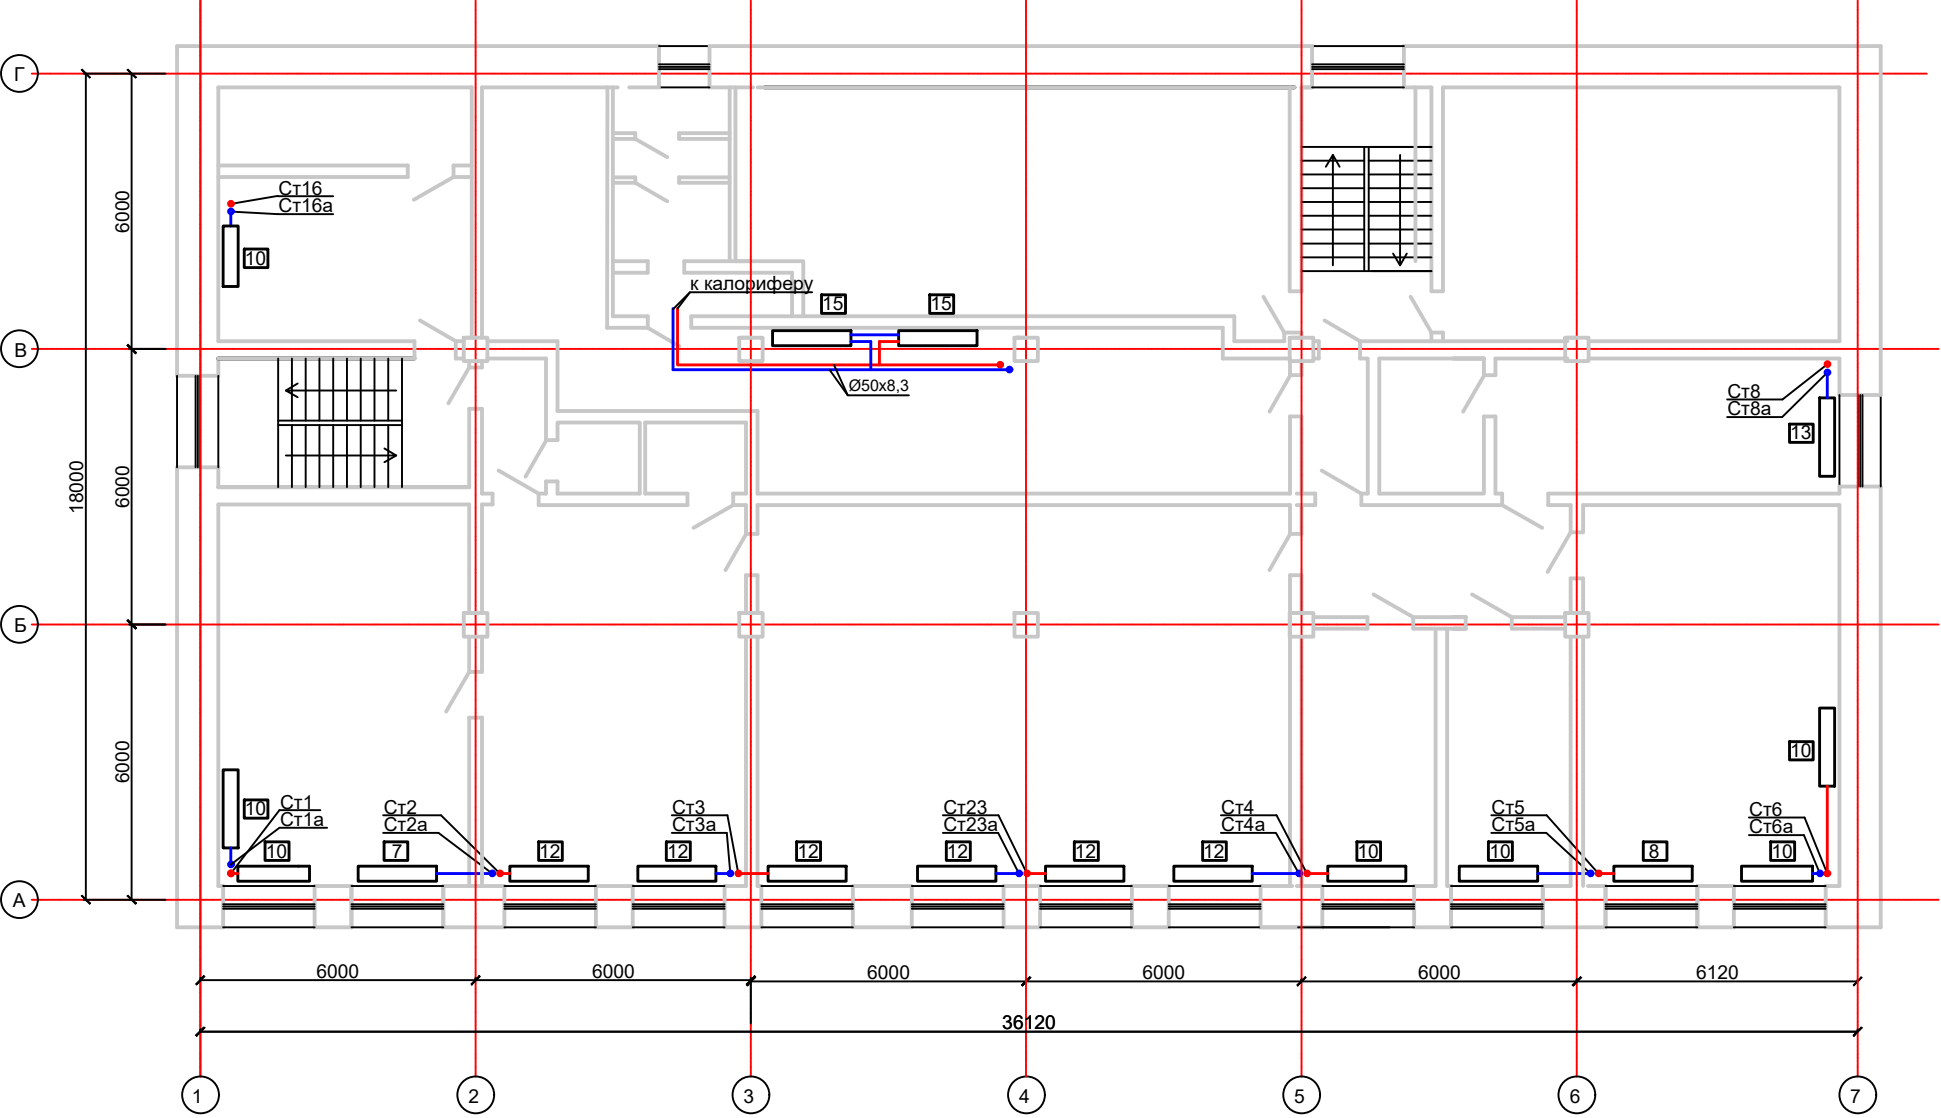 Г
Ст16
6000
Ст16а
10
к калориферу
15
15
В
Ø50х8,3
Ст8
Ст8а
13
18000
6000
Б
6000
10
10
Ст1
Ст1а
10
Ст2
Ст2а
7
12
Ст3
Ст3а
12
12
Ст23
Ст23а
12
12
Ст4
Ст4а
12
10
Ст5
Ст5а
10
8
Ст6
Ст6а
10
А
6000
6000
6000
6000
6000
6120
36120
1
2
3
4
5
6
7